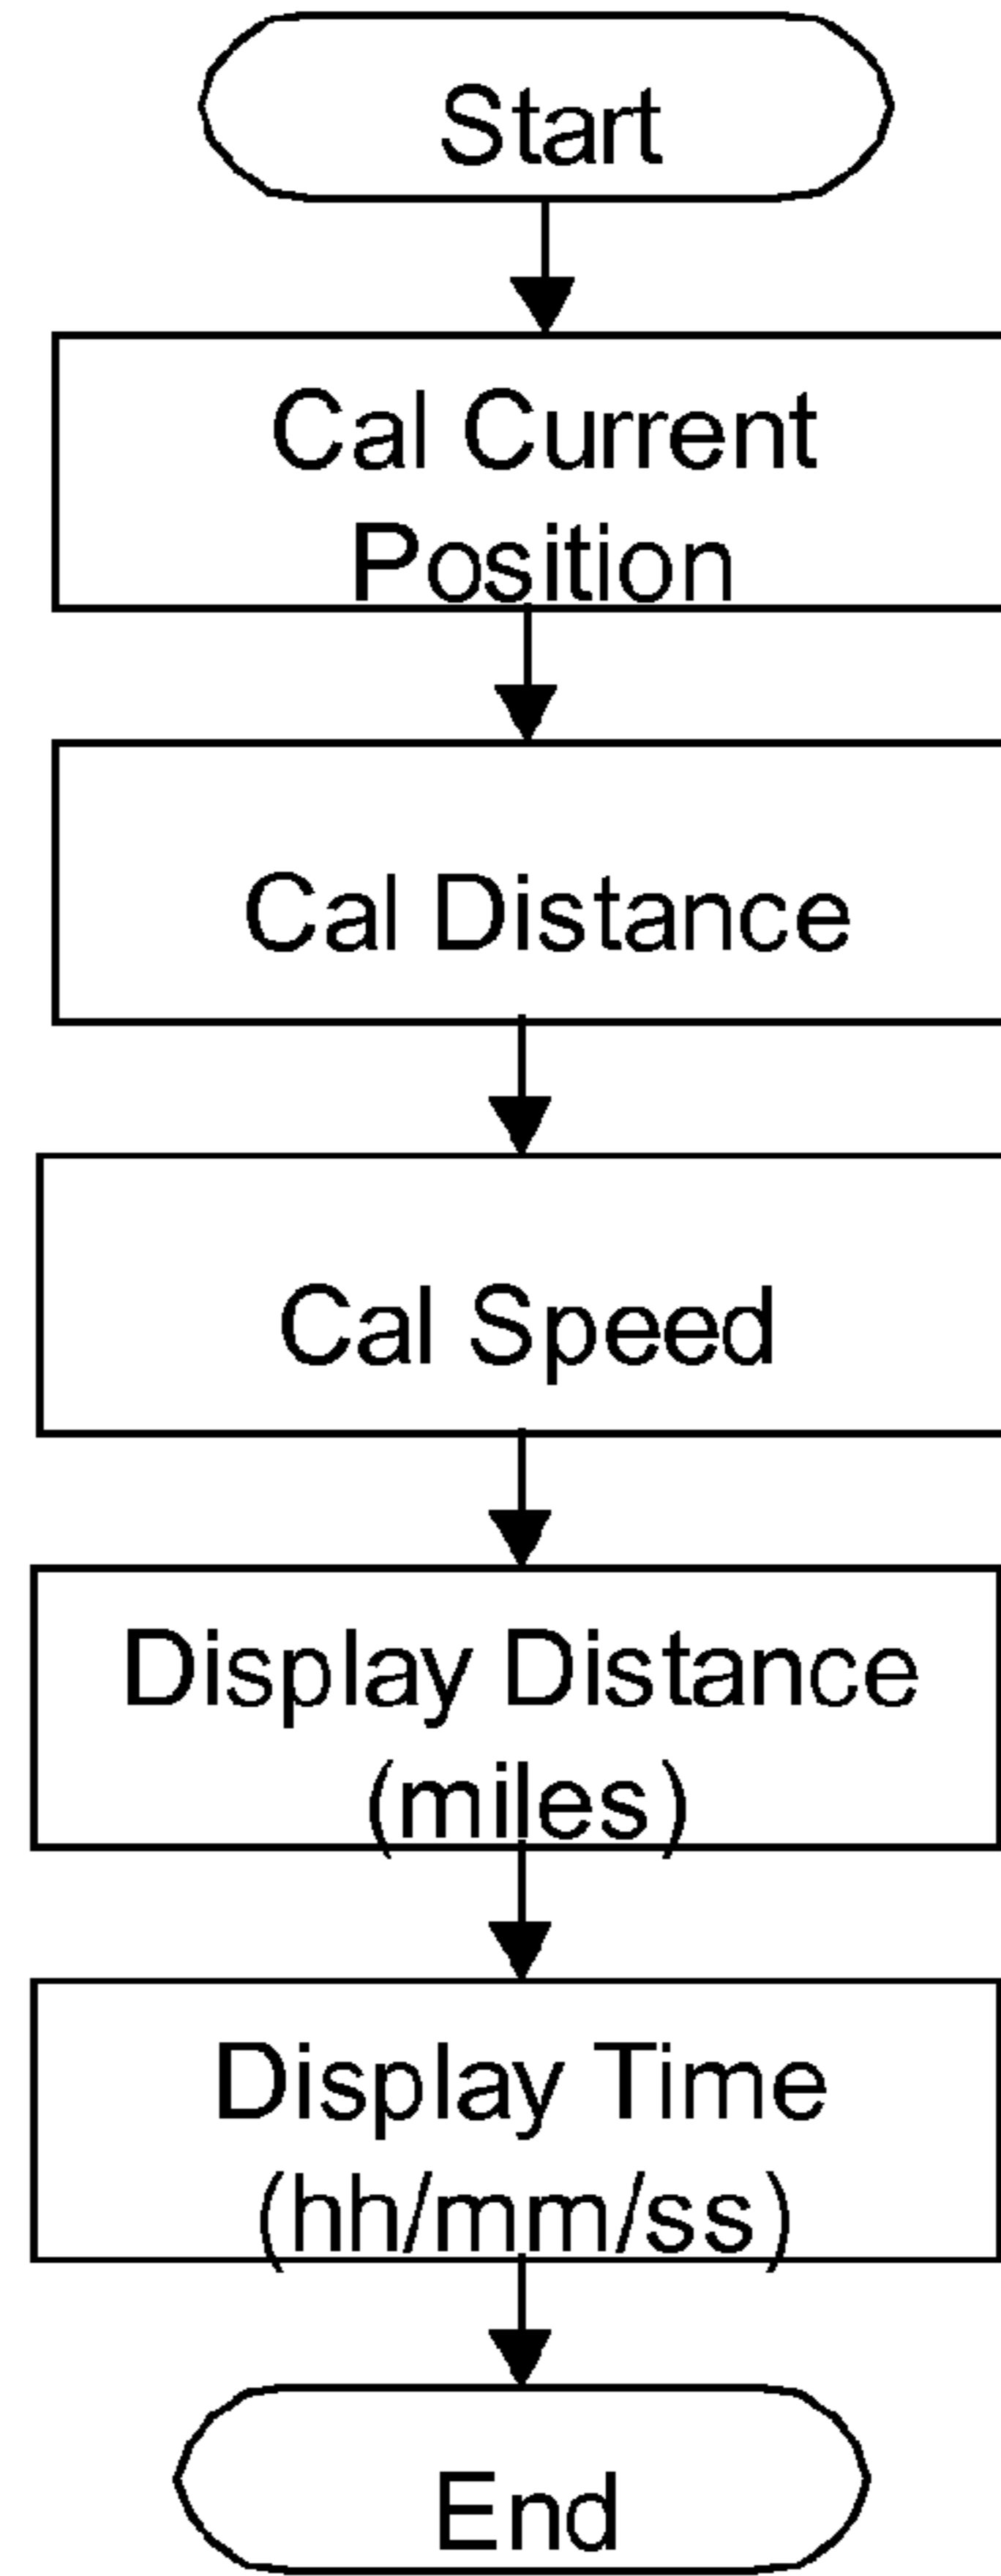 Start
Cal Current
Position
Cal Distance
Cal Speed
Display Distance
(miles)
Display Time
(hh/mm/ss)
End